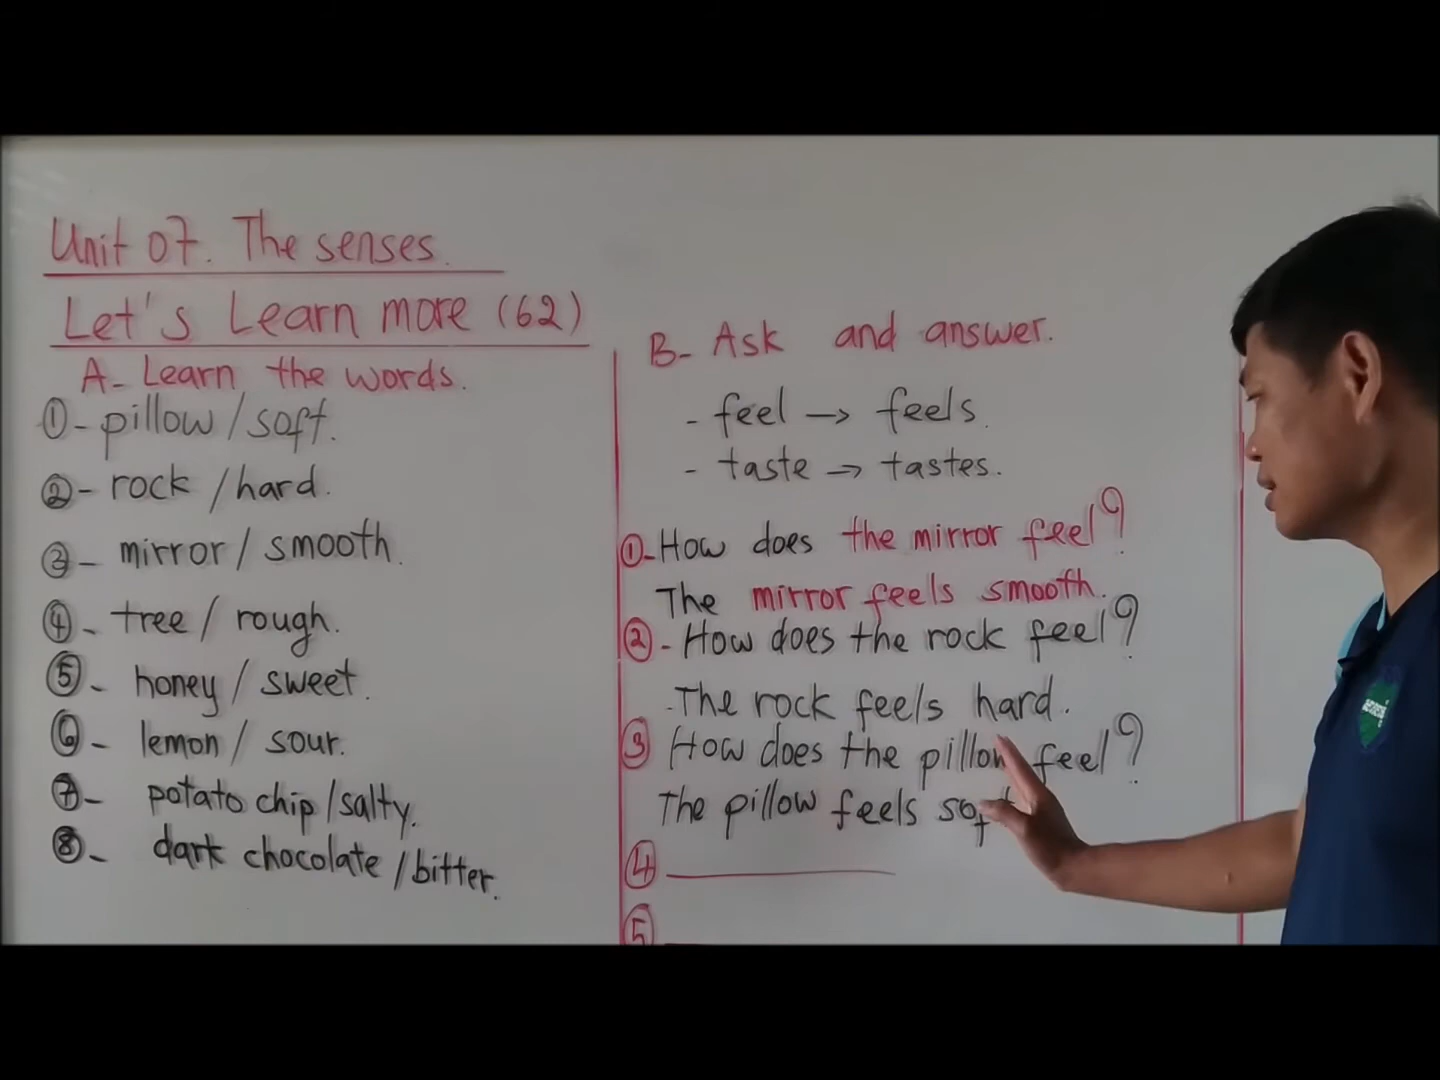 Unit 07. The senses.
Let's Learn more (62)
A- Learn the words.
①- pillow / soft.
②- rock / hard.
③- mirror / smooth.
④- tree / rough.
⑤- honey / sweet.
⑥- lemon / sour.
⑦- potato chip / salty.
⑧- dark chocolate / bitter.
B- Ask and answer.
- feel → feels.
- taste → tastes.
①- How does the mirror feel?
The mirror feels smooth.
②- How does the rock feel?
.The rock feels hard.
③ How does the pillow feel?
The pillow feels soft
④
⑤